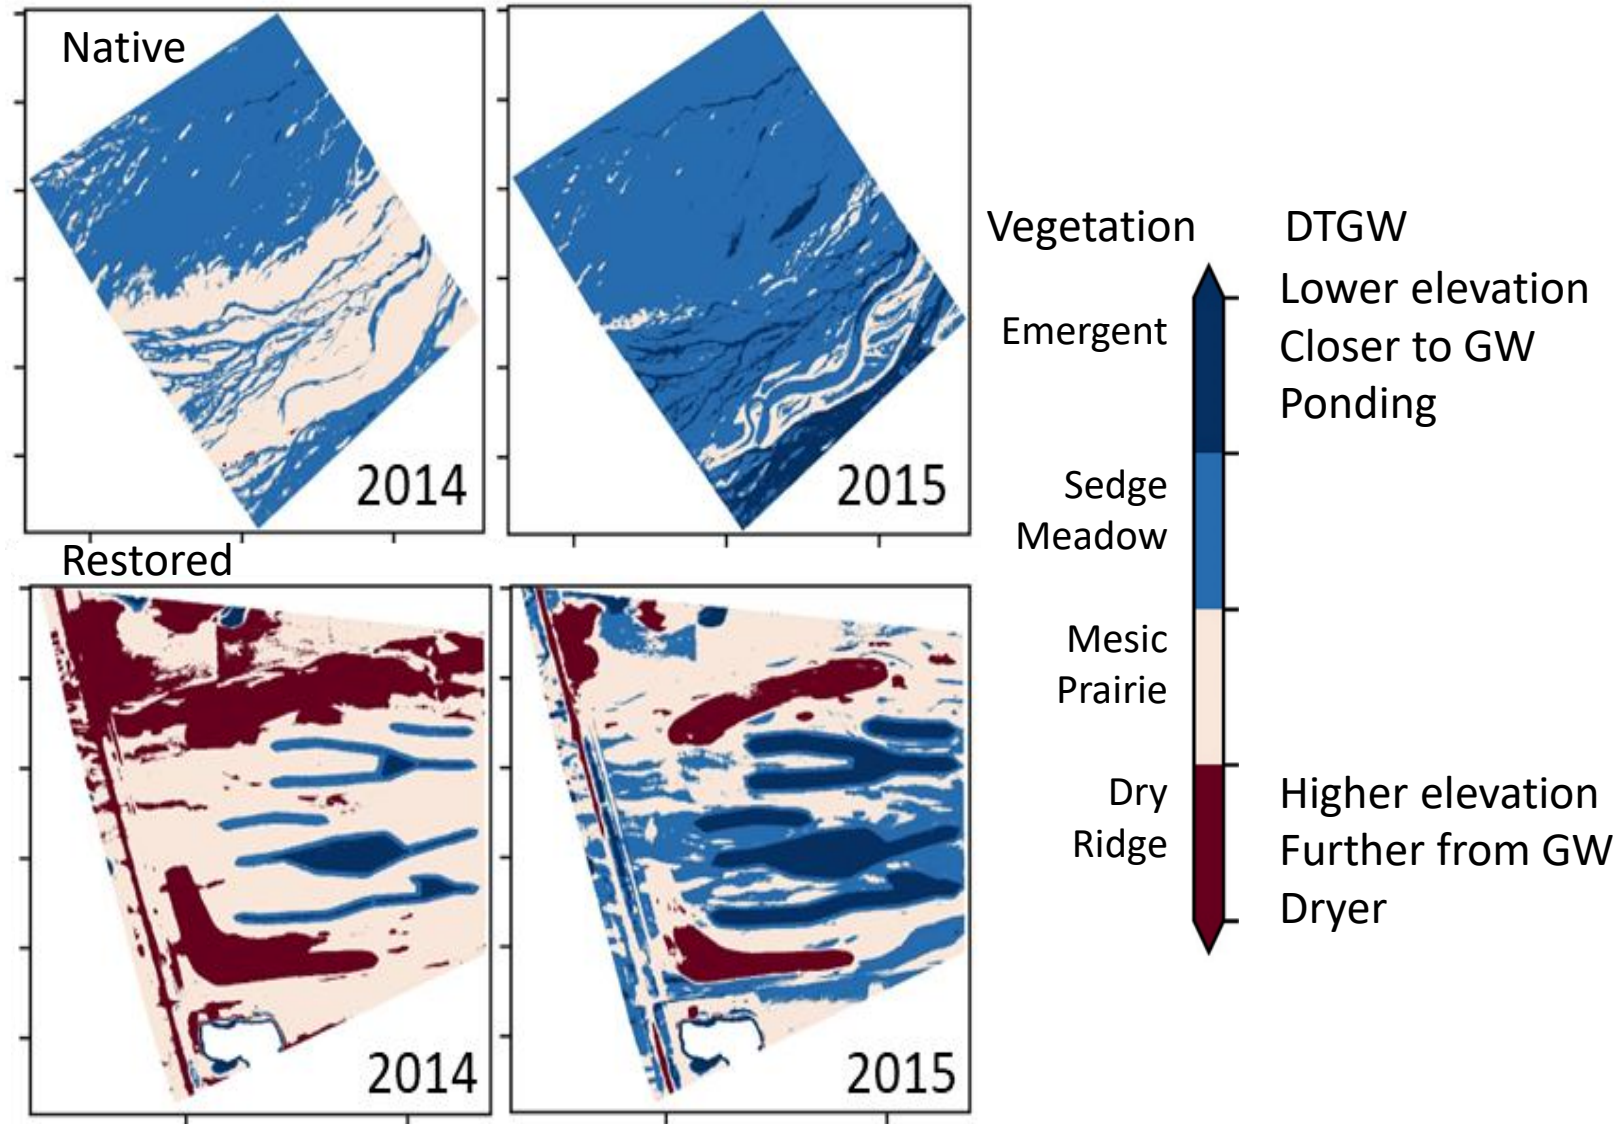 Native
2014
2015
Restored
2014
2015
Vegetation
DTGW
Emergent
Lower elevation
Closer to GW
Ponding
Sedge
Meadow
Mesic
Prairie
Dry
Ridge
Higher elevation
Further from GW
Dryer